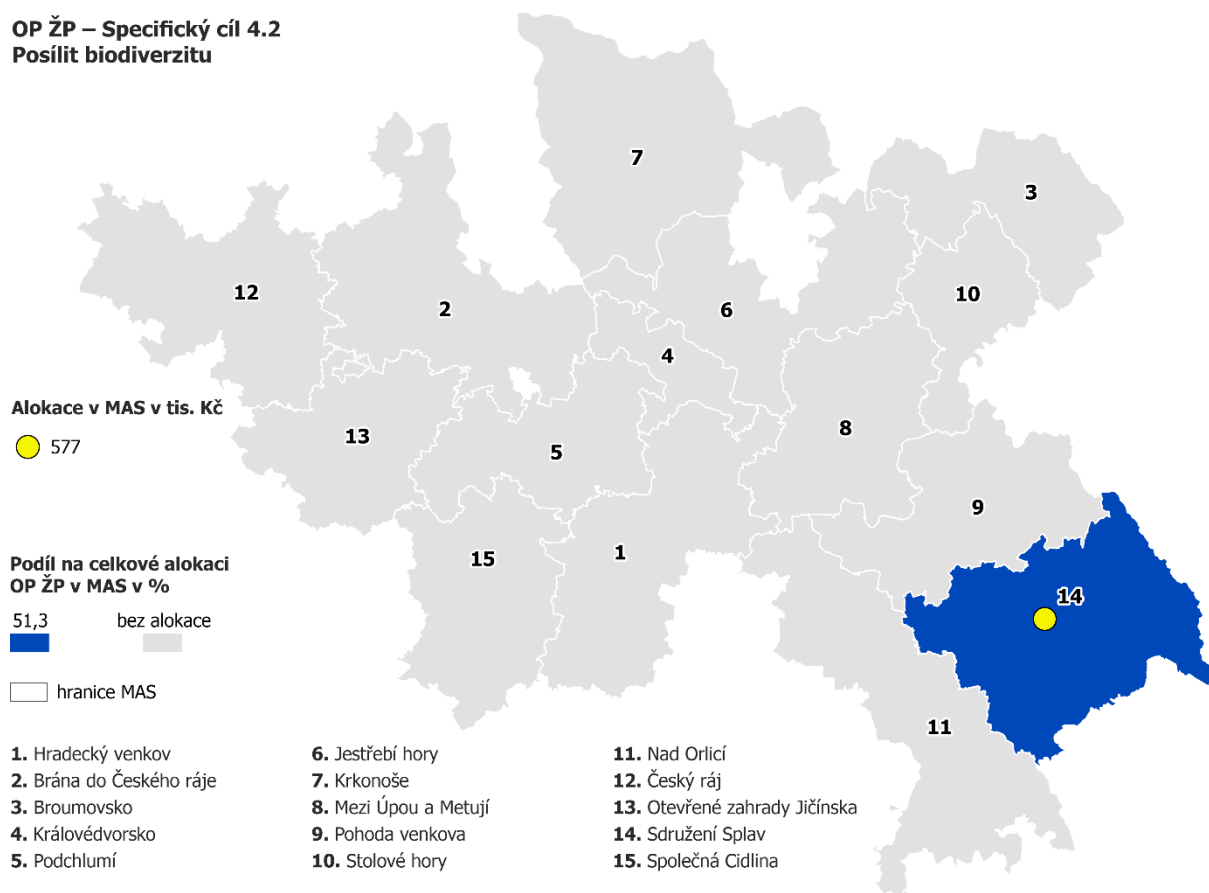 OP ŽP – Specifický cíl 4.2
Posílit biodiverzitu
7
3
12
2
6
10
4
Alokace v MAS v tis. Kč
577
13
5
8
9
15
1
14
11
Podíl na celkové alokaci
OP ŽP v MAS v %
51,3 bez alokace
hranice MAS
1. Hradecký venkov
2. Brána do Českého ráje
3. Broumovsko
4. Královédvorsko
5. Podchlumí
6. Jestřebí hory
7. Krkonoše
8. Mezi Úpou a Metují
9. Pohoda venkova
10. Stolové hory
11. Nad Orlicí
12. Český ráj
13. Otevřené zahrady Jičínska
14. Sdružení Splav
15. Společná Cidlina